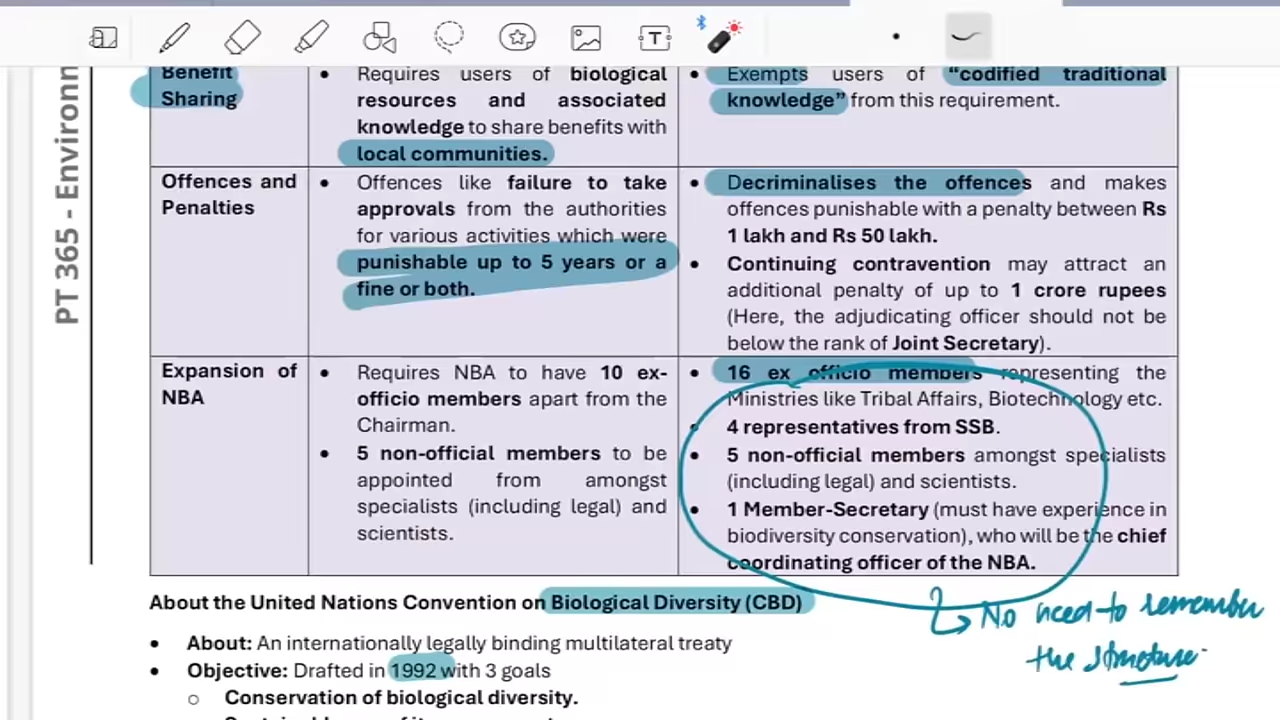 PT 365 - Environn
Benefit
Sharing
• Requires users of biological
resources and associated
knowledge to share benefits with
local communities.
• Exempts users of “codified traditional
knowledge” from this requirement.
Offences and
Penalties
• Offences like failure to take
approvals from the authorities
for various activities which were
punishable up to 5 years or a
fine or both.
• Decriminalises the offences and makes
offences punishable with a penalty between Rs
1 lakh and Rs 50 lakh.
• Continuing contravention may attract an
additional penalty of up to 1 crore rupees
(Here, the adjudicating officer should not be
below the rank of Joint Secretary).
Expansion of
NBA
• Requires NBA to have 10 ex-
officio members apart from the
Chairman.
• 5 non-official members to be
appointed from amongst
specialists (including legal) and
scientists.
• 16 ex officio members representing the
Ministries like Tribal Affairs, Biotechnology etc.
• 4 representatives from SSB.
• 5 non-official members amongst specialists
(including legal) and scientists.
• 1 Member-Secretary (must have experience in
biodiversity conservation), who will be the chief
coordinating officer of the NBA.
No need to remember
the structure
About the United Nations Convention on Biological Diversity (CBD)
• About: An internationally legally binding multilateral treaty
• Objective: Drafted in 1992 with 3 goals
o Conservation of biological diversity.